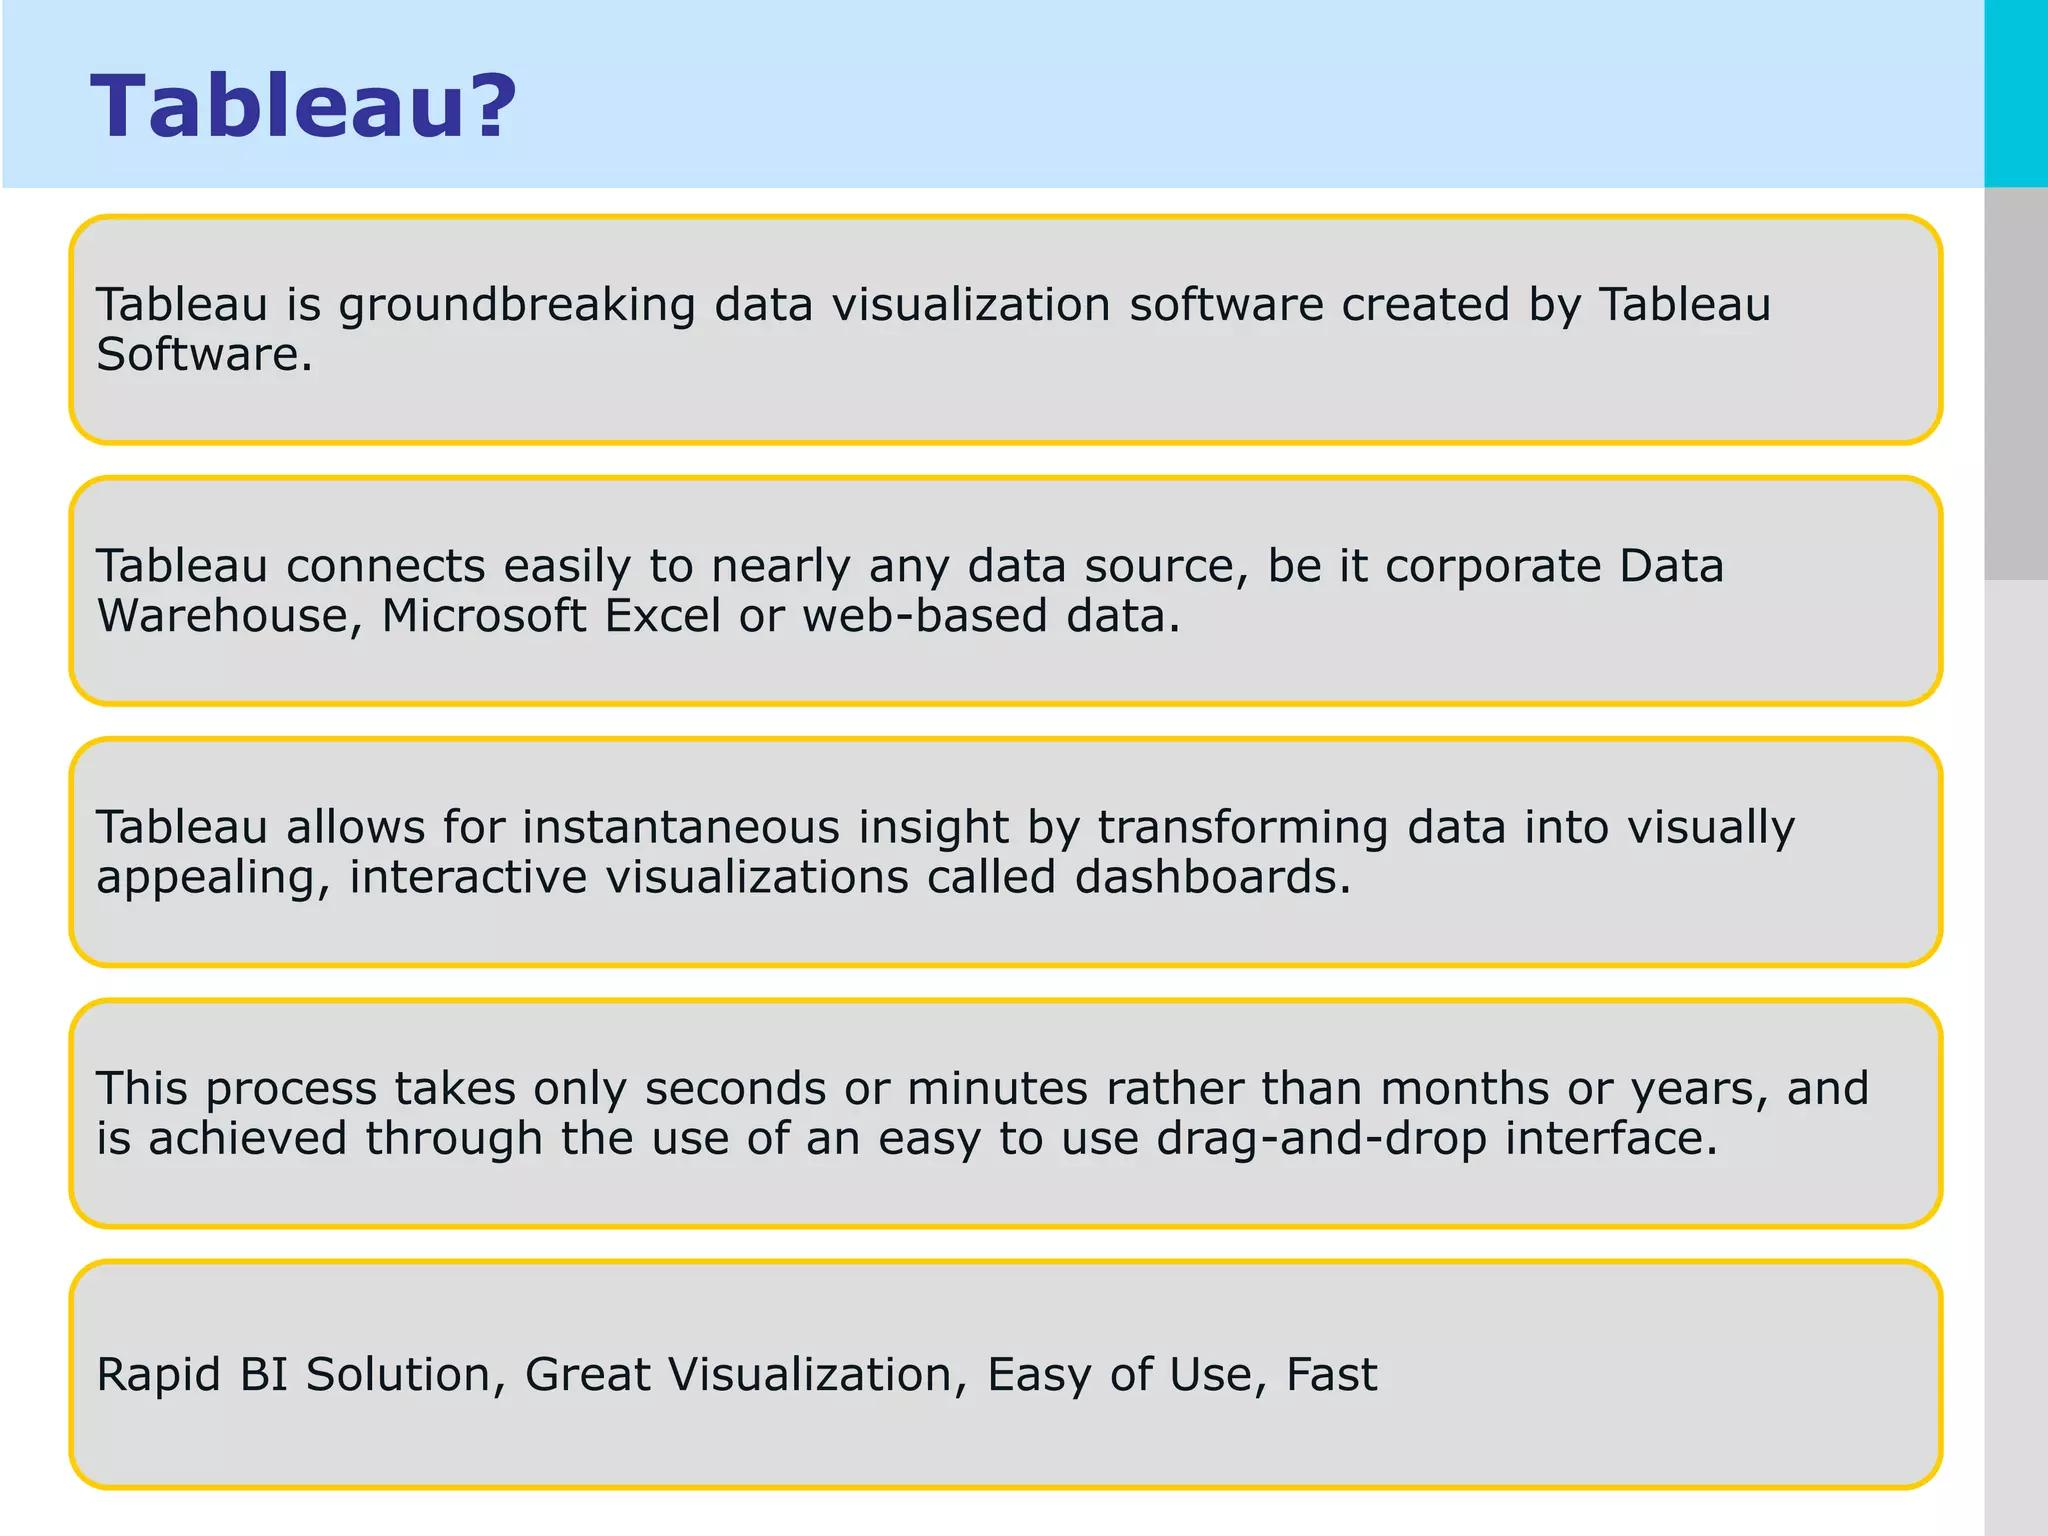 Tableau?
Tableau is groundbreaking data visualization software created by Tableau
Software.
Tableau connects easily to nearly any data source, be it corporate Data
Warehouse, Microsoft Excel or web-based data.
Tableau allows for instantaneous insight by transforming data into visually
appealing, interactive visualizations called dashboards.
This process takes only seconds or minutes rather than months or years, and
is achieved through the use of an easy to use drag-and-drop interface.
Rapid BI Solution, Great Visualization, Easy of Use, Fast